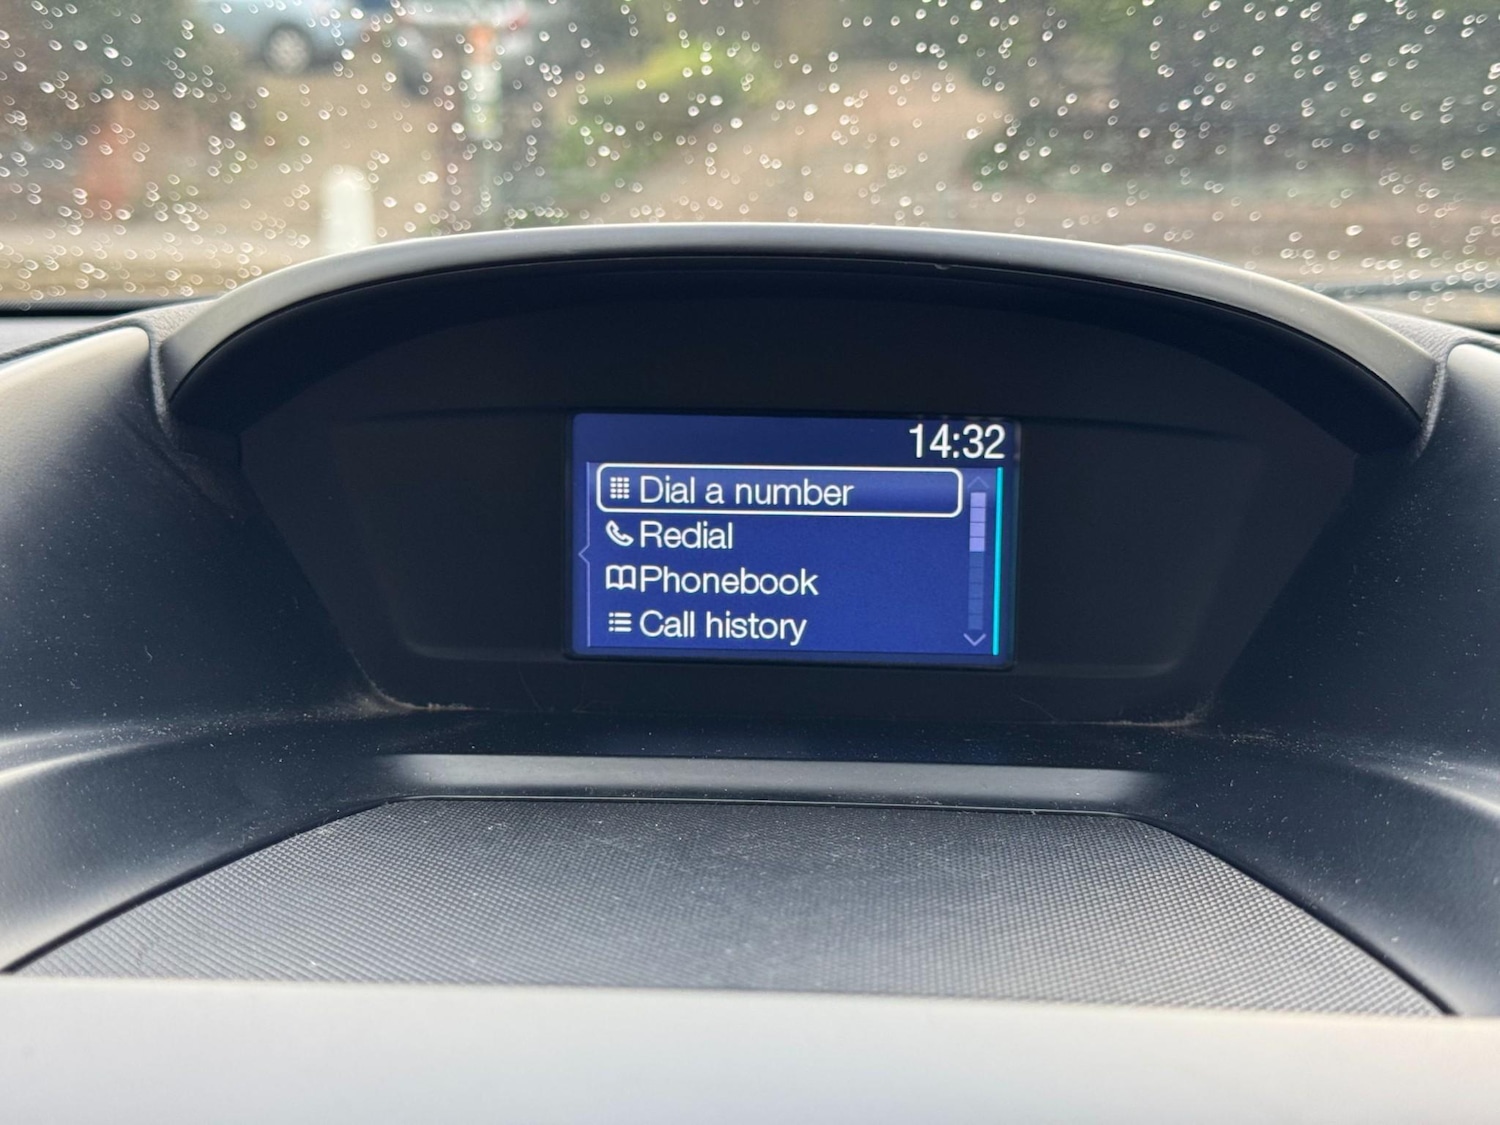 14:32
Dial a number
Redial
Phonebook
Call history